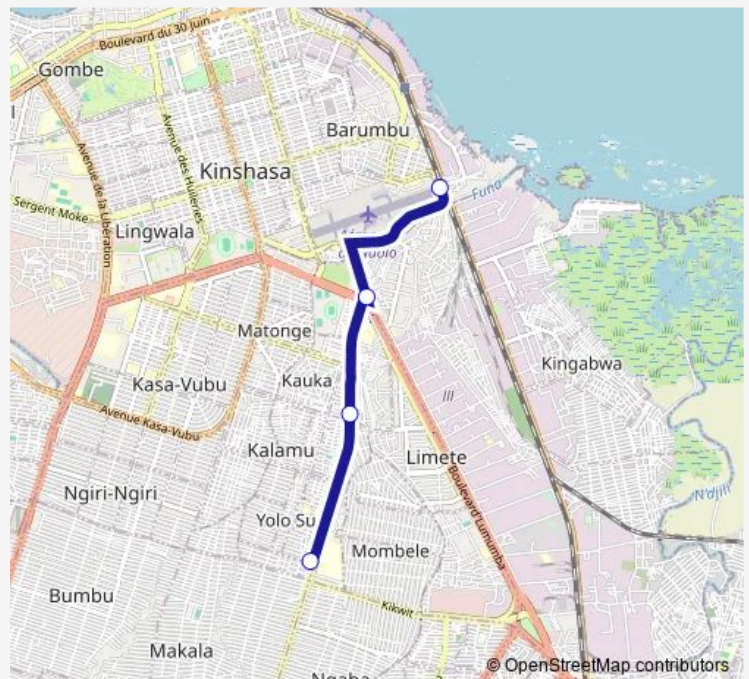 Boulevard du 30 Juin
Gombe
Barumbu
Avenue des Huileries
Avenue de la Libération
Kinshasa
Funa
Sergent Moke
Lingwala
Matonge
Kingabwa
Kauka
Kasa-Vubu
III
Avenue Kasa-Vubu
Kalamu
Limete
Boulevard Lumumba
Ngiri-Ngiri
N'djili
Yolo Su
Mombele
Bumbu
Kikwit
Makala
Ngaba
© OpenStreetMap contributors